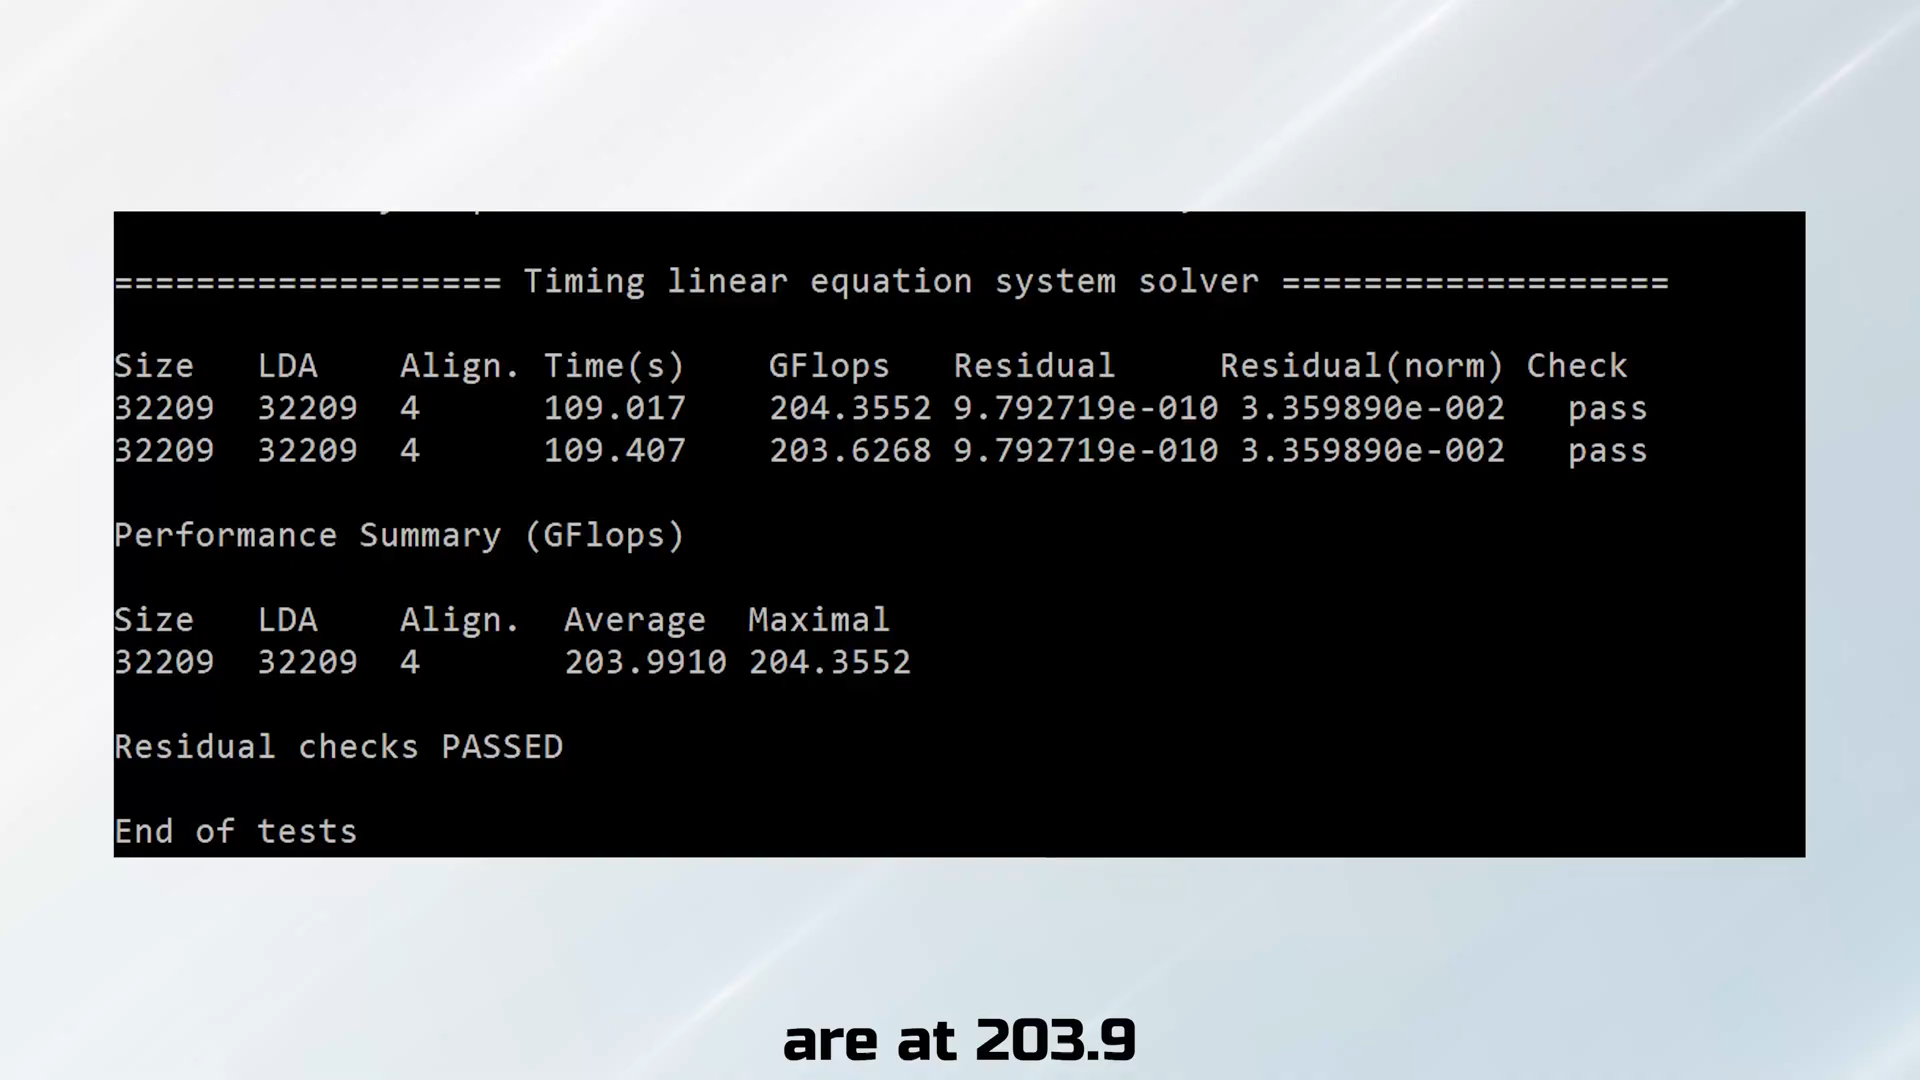 =================== Timing linear equation system solver ===================
Size LDA Align. Time(s) GFlops Residual Residual(norm) Check
32209 32209 4 109.017 204.3552 9.792719e-010 3.359890e-002 pass
32209 32209 4 109.407 203.6268 9.792719e-010 3.359890e-002 pass
Performance Summary (GFlops)
Size LDA Align. Average Maximal
32209 32209 4 203.9910 204.3552
Residual checks PASSED
End of tests
are at 203.9